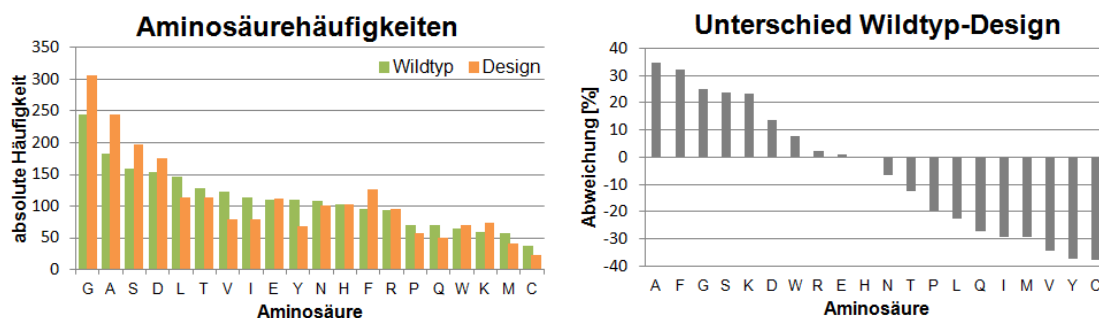 Aminosäurehäufigkeiten
Wildtyp Design
absolute Häufigkeit
350
300
250
200
150
100
50
0
G A S D L T V I E Y N H F R P Q W K M C
Aminosäure
Unterschied Wildtyp-Design
Abweichung [%]
40
30
20
10
0
-10
-20
-30
-40
A F G S K D W R E H N T P L Q I M V Y C
Aminosäure